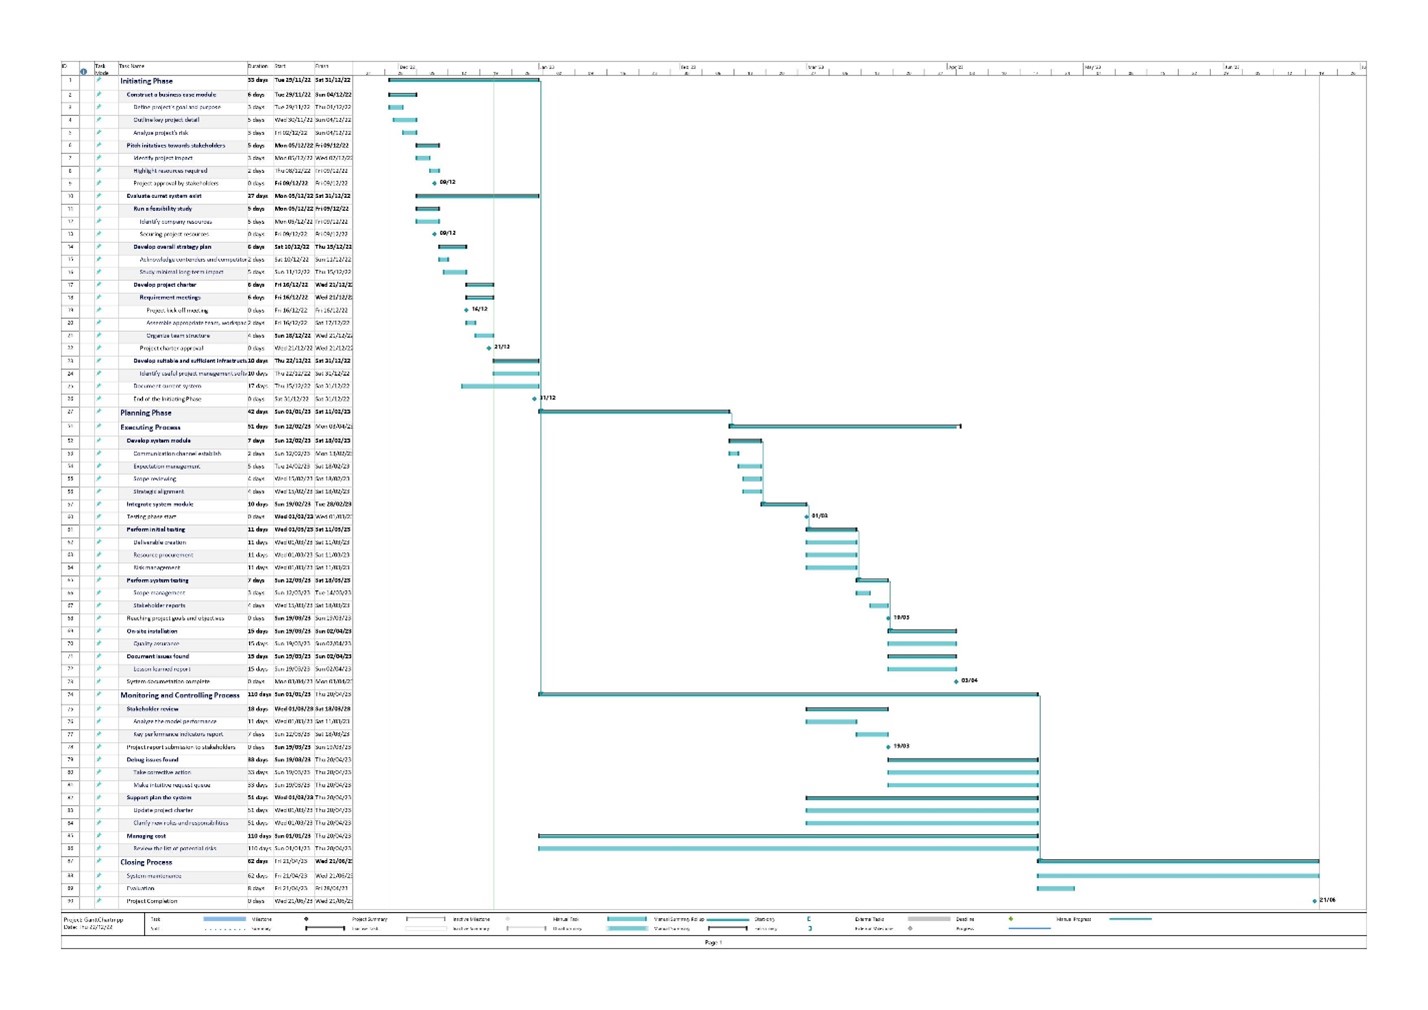 ID Task Mode Task Name Duration Start Finish
Dec '22 Jan '23 Feb '23 Mar '23 Apr '23 May '23 Jun '23
1 Initiating Phase 33 days Tue 29/11/22 Sat 31/12/22
2 Construct a business case module 6 days Tue 29/11/22 Sun 04/12/22
3 Define project's goal and purpose 3 days Tue 29/11/22 Thu 01/12/22
4 Outline key project detail 5 days Wed 30/11/22 Sun 04/12/22
5 Analyze project's risk 3 days Fri 02/12/22 Sun 04/12/22
6 Pitch initatives towards stakeholders 5 days Mon 05/12/22 Fri 09/12/22
7 Identify project impact 3 days Mon 05/12/22 Wed 07/12/22
8 Highlight resources required 2 days Thu 08/12/22 Fri 09/12/22
9 Project approval by stakeholders 0 days Fri 09/12/22 Fri 09/12/22 09/12
10 Evaluate curret system exist 27 days Mon 05/12/22 Sat 31/12/22
11 Run a feasibility study 5 days Mon 05/12/22 Fri 09/12/22
12 Identify company resources 5 days Mon 05/12/22 Fri 09/12/22
13 Securing project resources 0 days Fri 09/12/22 Fri 09/12/22 09/12
14 Develop overall strategy plan 6 days Sat 10/12/22 Thu 15/12/22
15 Acknowledge contenders and competitor 2 days Sat 10/12/22 Sun 11/12/22
16 Study minimal long-term impact 5 days Sun 11/12/22 Thu 15/12/22
17 Develop project charter 6 days Fri 16/12/22 Wed 21/12/22
18 Requirement meetings 6 days Fri 16/12/22 Wed 21/12/22
19 Project kick off meeting 0 days Fri 16/12/22 Fri 16/12/22 16/12
20 Assemble appropriate team, workspac 2 days Fri 16/12/22 Sat 17/12/22
21 Organize team structure 4 days Sun 18/12/22 Wed 21/12/22
22 Project charter approval 0 days Wed 21/12/22 Wed 21/12/22 21/12
23 Develop suitable and sufficient infrastructu 10 days Thu 22/12/22 Sat 31/12/22
24 Identify useful project management softw 10 days Thu 22/12/22 Sat 31/12/22
25 Document current system 17 days Thu 15/12/22 Sat 31/12/22
26 End of the Initiating Phase 0 days Sat 31/12/22 Sat 31/12/22 31/12
27 Planning Phase 42 days Sun 01/01/23 Sat 11/02/23
51 Executing Process 51 days Sun 12/02/23 Mon 03/04/23
52 Develop system module 7 days Sun 12/02/23 Sat 18/02/23
53 Communication channel establish 2 days Sun 12/02/23 Mon 13/02/23
54 Expectation management 5 days Tue 14/02/23 Sat 18/02/23
55 Scope reviewing 4 days Wed 15/02/23 Sat 18/02/23
56 Strategic alignment 4 days Wed 15/02/23 Sat 18/02/23
57 Integrate system module 10 days Sun 19/02/23 Tue 28/02/23
60 Testing phase start 0 days Wed 01/03/23 Wed 01/03/23 01/03
61 Perform initial testing 11 days Wed 01/03/23 Sat 11/03/23
62 Deliverable creation 11 days Wed 01/03/23 Sat 11/03/23
63 Resource procurement 11 days Wed 01/03/23 Sat 11/03/23
64 Risk management 11 days Wed 01/03/23 Sat 11/03/23
65 Perform system testing 7 days Sun 12/03/23 Sat 18/03/23
66 Scope management 3 days Sun 12/03/23 Tue 14/03/23
67 Stakeholder reports 4 days Wed 15/03/23 Sat 18/03/23
68 Reaching project goals and objectives 0 days Sun 19/03/23 Sun 19/03/23 19/03
69 On-site installation 15 days Sun 19/03/23 Sun 02/04/23
70 Quality assurance 15 days Sun 19/03/23 Sun 02/04/23
71 Document issues found 15 days Sun 19/03/23 Sun 02/04/23
72 Lesson learned report 15 days Sun 19/03/23 Sun 02/04/23
73 System documetation complete 0 days Mon 03/04/23 Mon 03/04/23 03/04
74 Monitoring and Controlling Process 110 days Sun 01/01/23 Thu 20/04/23
75 Stakeholder review 18 days Wed 01/03/23 Sat 18/03/23
76 Analyze the model performance 11 days Wed 01/03/23 Sat 11/03/23
77 Key performance indicators report 7 days Sun 12/03/23 Sat 18/03/23
78 Project report submission to stakeholders 0 days Sun 19/03/23 Sun 19/03/23 19/03
79 Debug issues found 33 days Sun 19/03/23 Thu 20/04/23
80 Take corrective action 33 days Sun 19/03/23 Thu 20/04/23
81 Make intuitive request queue 33 days Sun 19/03/23 Thu 20/04/23
82 Support plan the system 51 days Wed 01/03/23 Thu 20/04/23
83 Update project charter 51 days Wed 01/03/23 Thu 20/04/23
84 Clarify new roles and responsibilities 51 days Wed 01/03/23 Thu 20/04/23
85 Managing cost 110 days Sun 01/01/23 Thu 20/04/23
86 Review the list of potential risks 110 days Sun 01/01/23 Thu 20/04/23
87 Closing Process 62 days Fri 21/04/23 Wed 21/06/23
88 System maintenance 62 days Fri 21/04/23 Wed 21/06/23
89 Evaluation 8 days Fri 21/04/23 Fri 28/04/23
90 Project Completion 0 days Wed 21/06/23 Wed 21/06/23 21/06
Project: GanttChart.mpp
Date: Thu 22/12/22
Task Milestone Project Summary Inactive Milestone Manual Task Manual Summary Rollup Start-only External Tasks Deadline Manual Progress
Split Summary Inactive Task Inactive Summary Duration-only Manual Summary Finish-only External Milestone Progress
Page 1